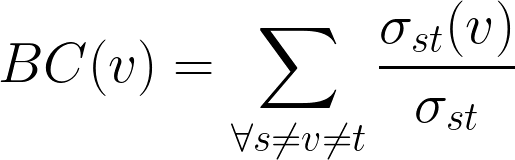 BC(v) = ∑_{∀s≠v≠t} σ_{st}(v) / σ_{st}